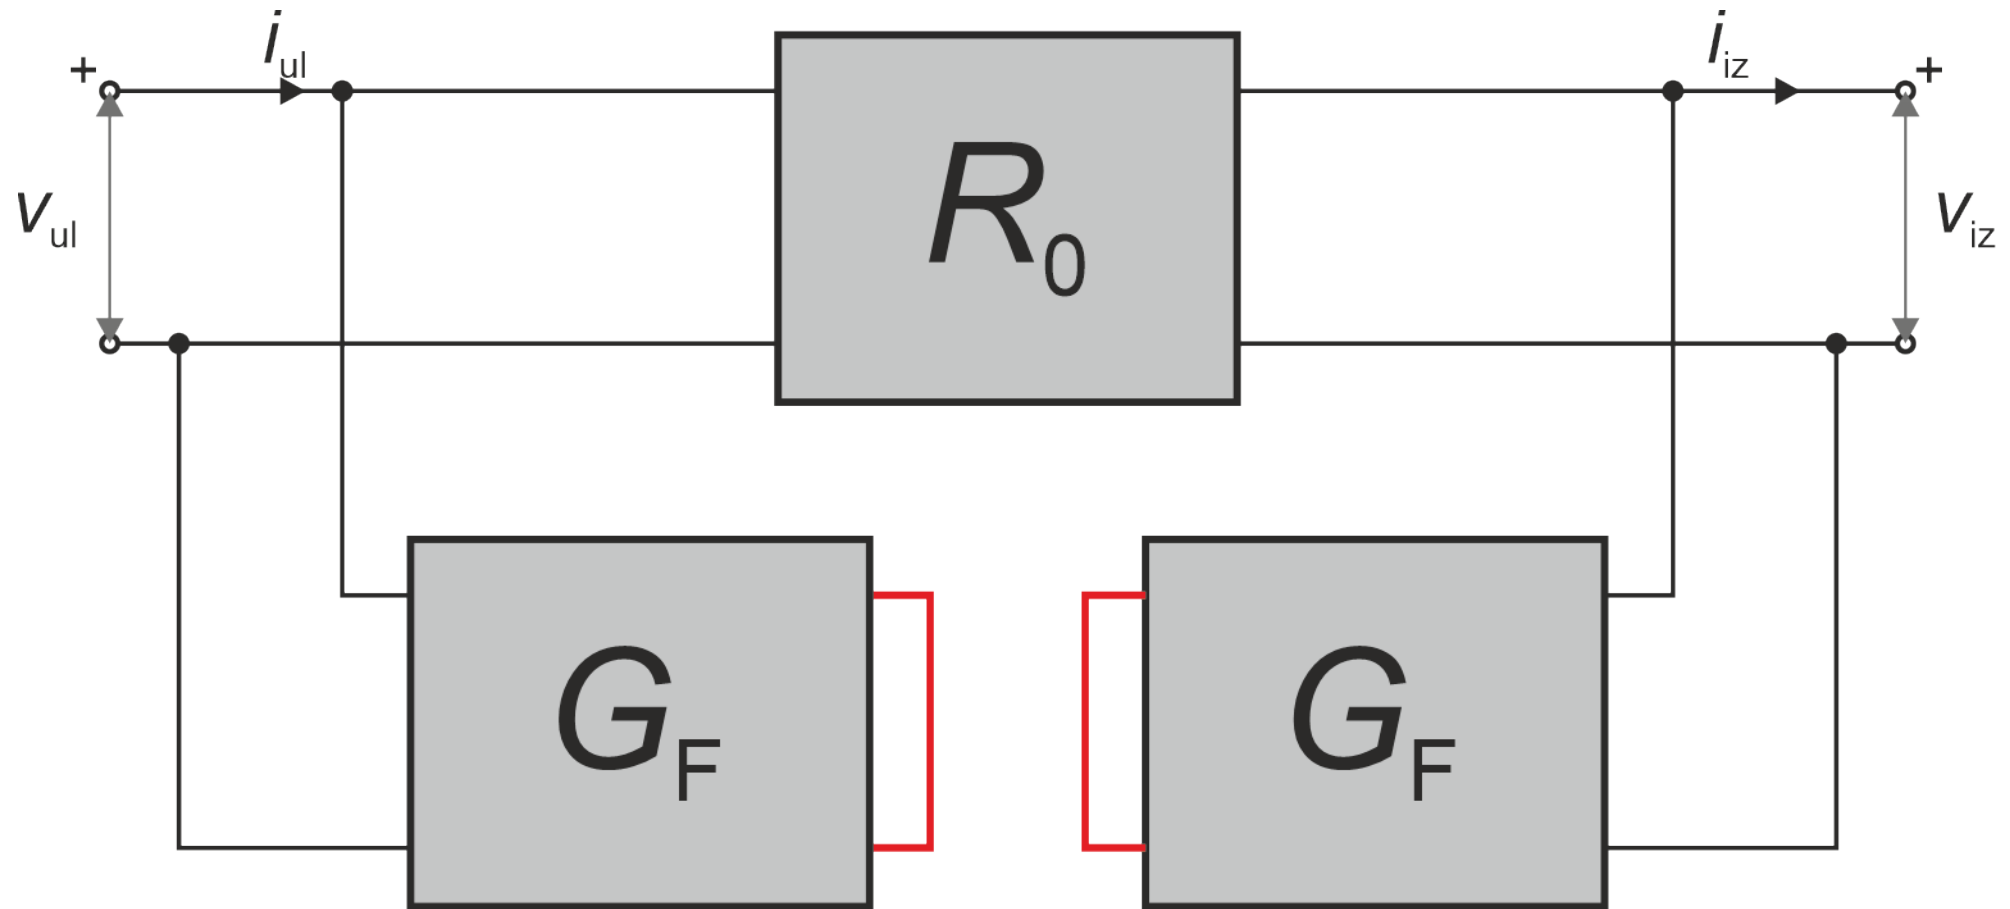 i_ul
i_iz
+
+
R_0
v_ul
v_iz
G_F
G_F